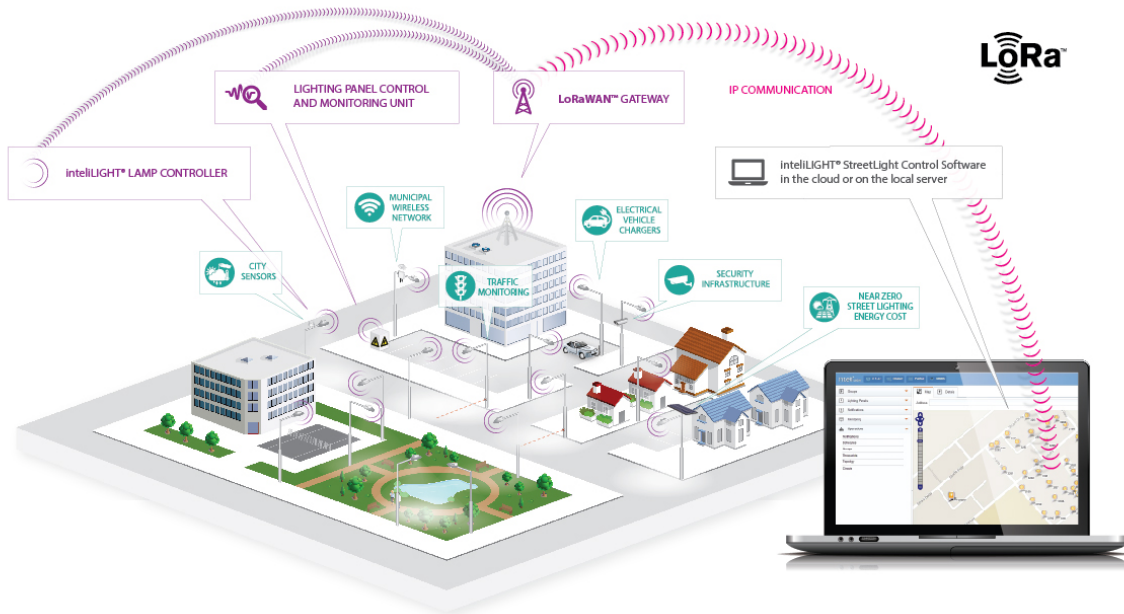 LoRa™
LIGHTING PANEL CONTROL
AND MONITORING UNIT
LoRaWAN™ GATEWAY
IP COMMUNICATION
inteliLIGHT® LAMP CONTROLLER
inteliLIGHT® StreetLight Control Software
in the cloud or on the local server
MUNICIPAL
WIRELESS
NETWORK
ELECTRICAL
VEHICLE
CHARGERS
CITY
SENSORS
TRAFFIC
MONITORING
SECURITY
INFRASTRUCTURE
NEAR ZERO
STREET LIGHTING
ENERGY COST